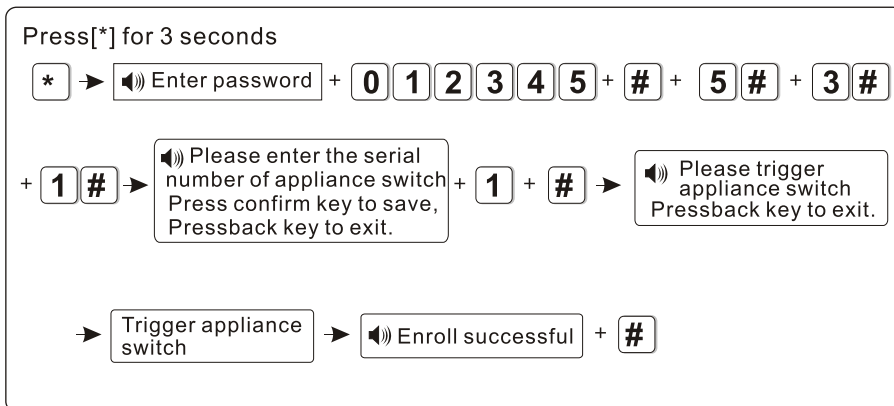 Press[*] for 3 seconds
* Enter password + 0 1 2 3 4 5 + # + 5 # + 3 #
+ 1 # Please enter the serial
number of appliance switch
Press confirm key to save,
Pressback key to exit.
+ 1 + #
Please trigger
appliance switch
Pressback key to exit.
Trigger appliance
switch
Enroll successful + #